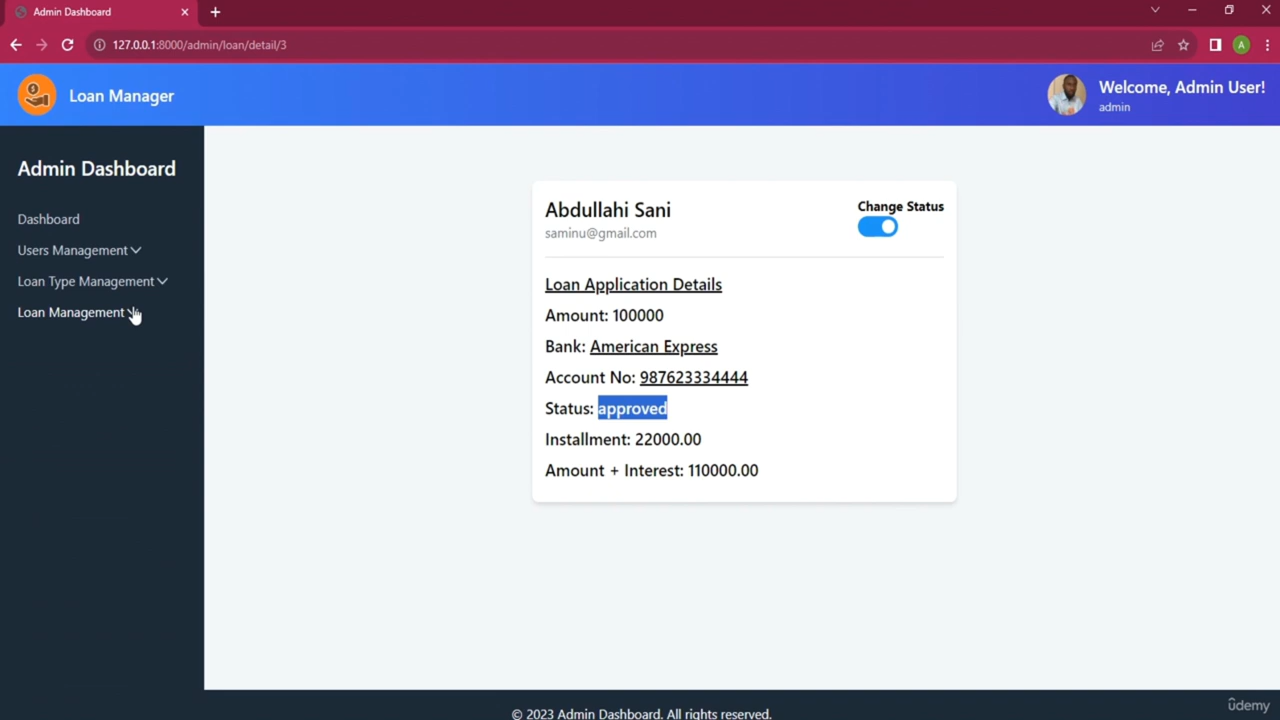 Admin Dashboard
127.0.0.1:8000/admin/loan/detail/3
A
Loan Manager
Welcome, Admin User!
admin
Admin Dashboard
Dashboard
Users Management
Loan Type Management
Loan Management
Abdullahi Sani
saminu@gmail.com
Change Status
Loan Application Details
Amount: 100000
Bank: American Express
Account No: 987623334444
Status: approved
Installment: 22000.00
Amount + Interest: 110000.00
© 2023 Admin Dashboard. All rights reserved.
ûdemy